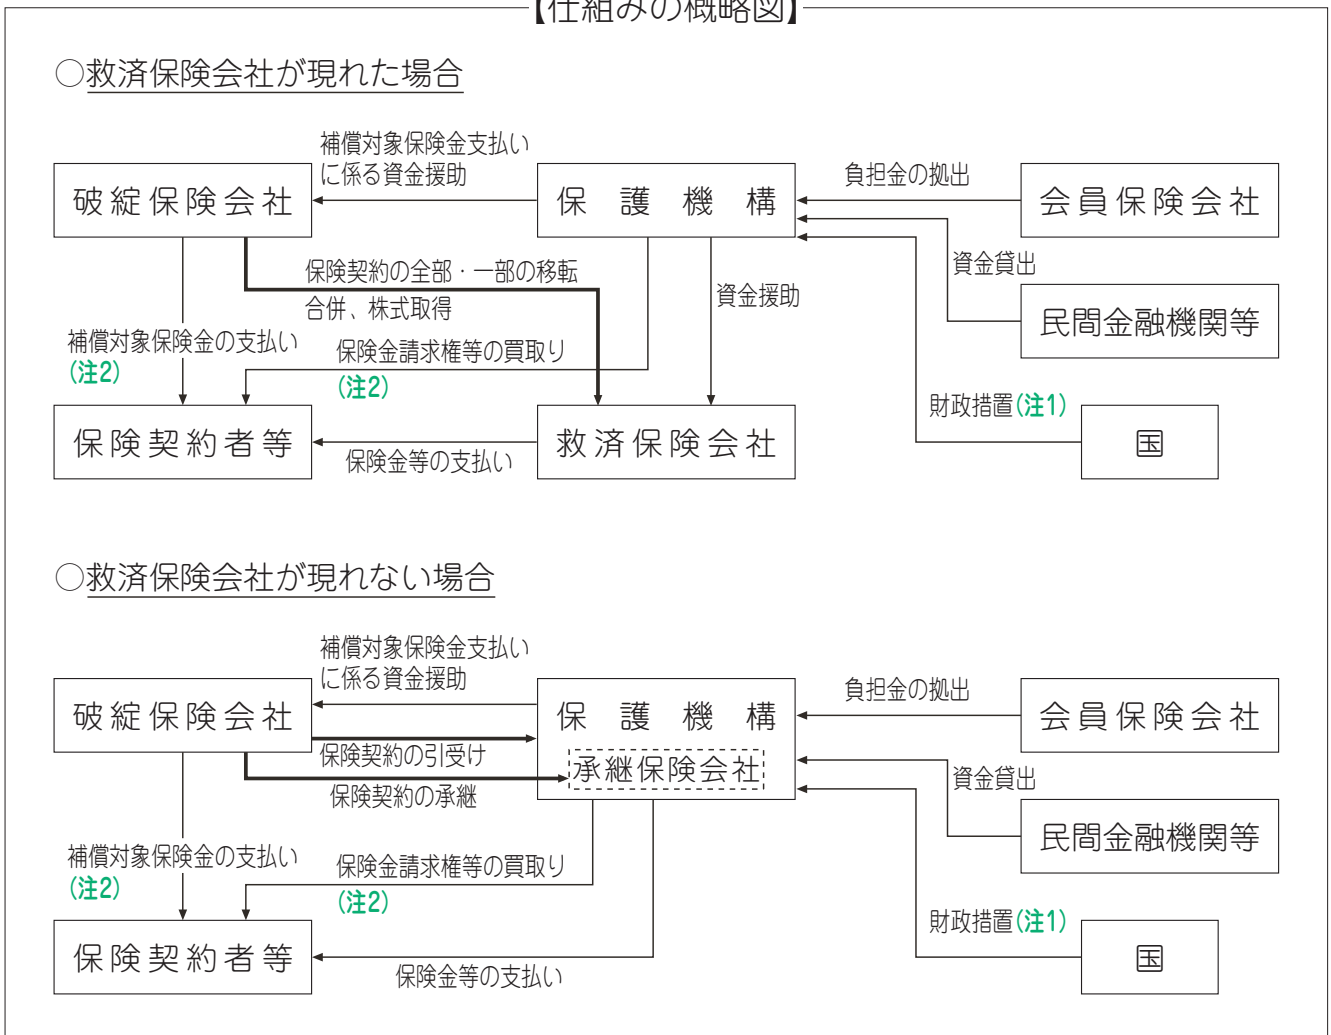 【仕組みの概略図】
○救済保険会社が現れた場合
補償対象保険金支払い
に係る資金援助
負担金の拠出
破綻保険会社
保護機構
会員保険会社
保険契約の全部・一部の移転
合併、株式取得
資金援助
資金貸出
民間金融機関等
補償対象保険金の支払い
(注2)
保険金請求権等の買取り
(注2)
財政措置(注1)
保険契約者等
保険金等の支払い
救済保険会社
国
○救済保険会社が現れない場合
補償対象保険金支払い
に係る資金援助
負担金の拠出
破綻保険会社
保護機構
会員保険会社
保険契約の引受け
承継保険会社
保険契約の承継
資金貸出
民間金融機関等
補償対象保険金の支払い
(注2)
保険金請求権等の買取り
(注2)
財政措置(注1)
保険契約者等
保険金等の支払い
国